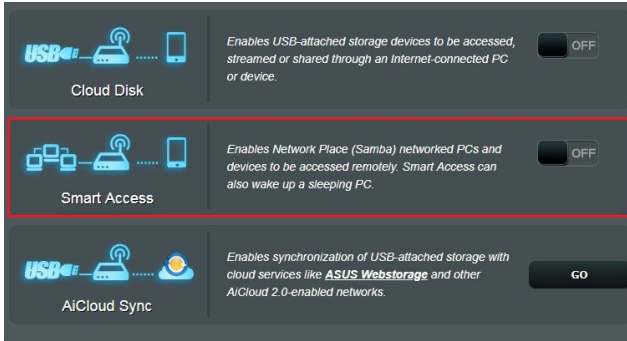 Enables USB-attached storage devices to be accessed,
streamed or shared through an Internet-connected PC
or device.
OFF
USB
Cloud Disk
Enables Network Place (Samba) networked PCs and
devices to be accessed remotely. Smart Access can
also wake up a sleeping PC.
OFF
Smart Access
Enables synchronization of USB-attached storage with
cloud services like ASUS Webstorage and other
AiCloud 2.0-enabled networks.
GO
USB
AiCloud Sync